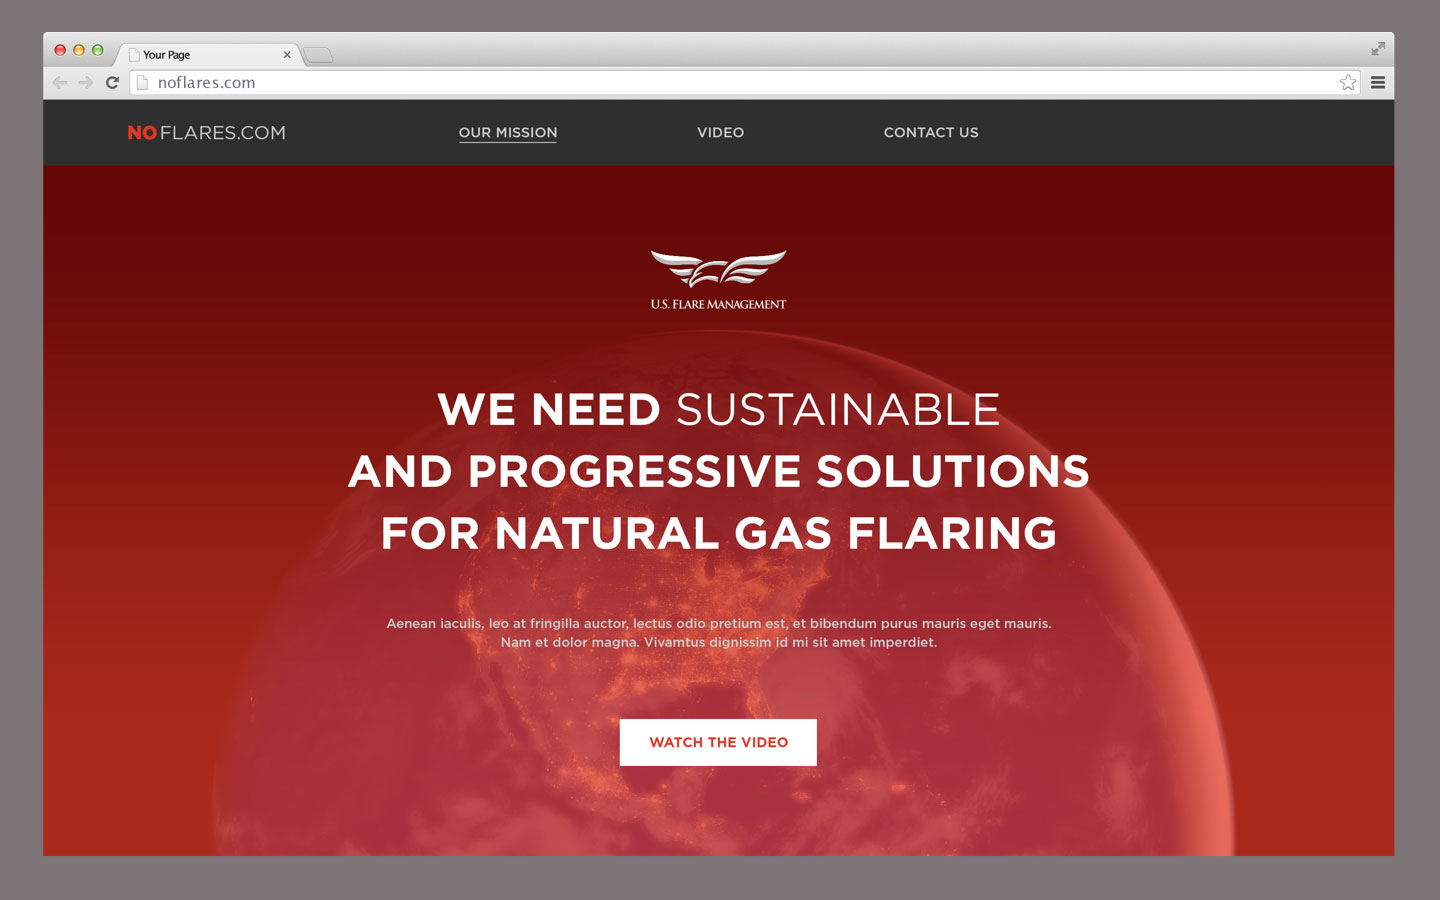 Your Page
noflares.com
NOFLARES.COM
OUR MISSION
VIDEO
CONTACT US
U.S. FLARE MANAGEMENT
WE NEED SUSTAINABLE
AND PROGRESSIVE SOLUTIONS
FOR NATURAL GAS FLARING
Aenean iaculis, leo at fringilla auctor, lectus odio pretium est, et bibendum purus mauris eget mauris.
Nam et dolor magna. Vivamtus dignissim id mi sit amet imperdiet.
WATCH THE VIDEO